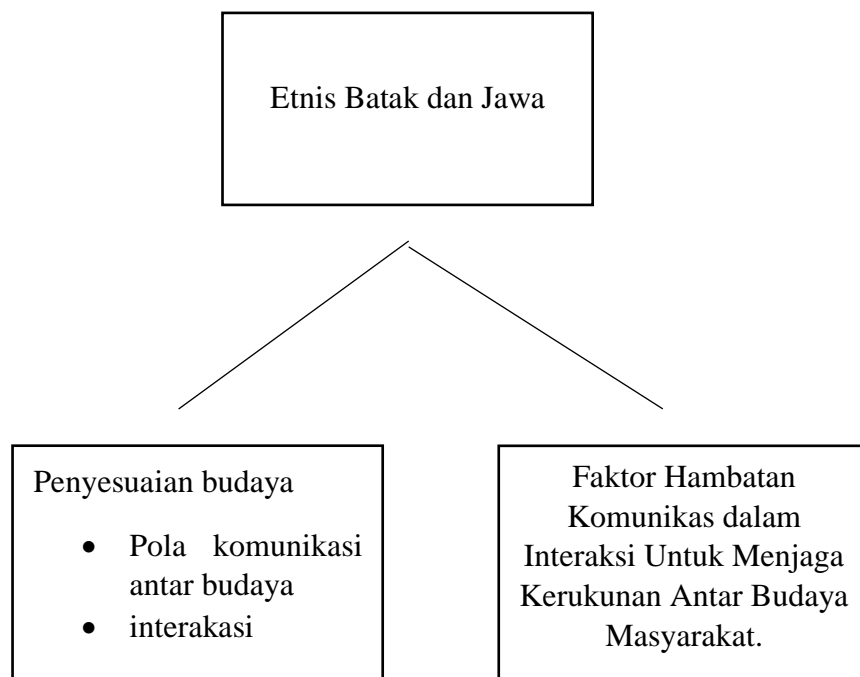 Etnis Batak dan Jawa
Penyesuaian budaya
• Pola komunikasi
antar budaya
• interakasi
Faktor Hambatan
Komunikas dalam
Interaksi Untuk Menjaga
Kerukunan Antar Budaya
Masyarakat.